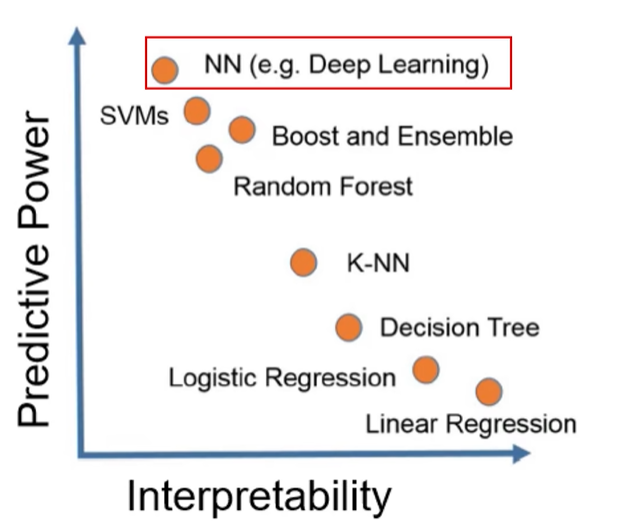 NN (e.g. Deep Learning)
SVMs
Boost and Ensemble
Random Forest
K-NN
Decision Tree
Logistic Regression
Linear Regression
Predictive Power
Interpretability